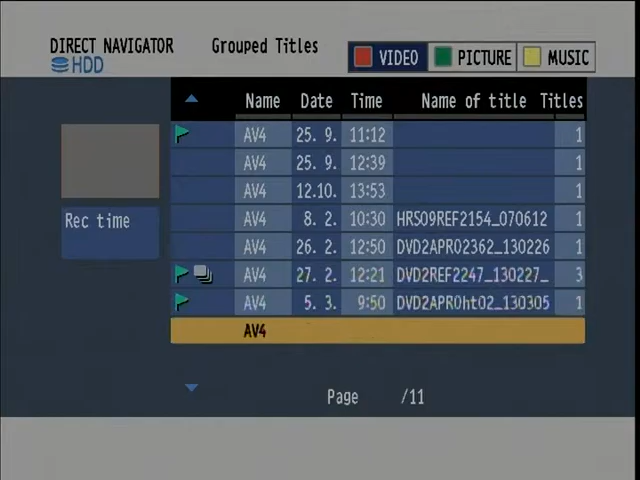 DIRECT NAVIGATOR Grouped Titles
HDD
VIDEO PICTURE MUSIC
Name Date Time Name of title Titles
AV4 25. 9. 11:12 1
AV4 25. 9. 12:39 1
AV4 12.10. 13:53 1
Rec time
AV4 8. 2. 10:30 HRS09REF2154_070612 1
AV4 26. 2. 12:50 DVD2APR02362_130226 1
AV4 27. 2. 12:21 DVD2REF2247_130227_ 3
AV4 5. 3. 9:50 DVD2APR0ht02_130305 1
AV4
Page /11